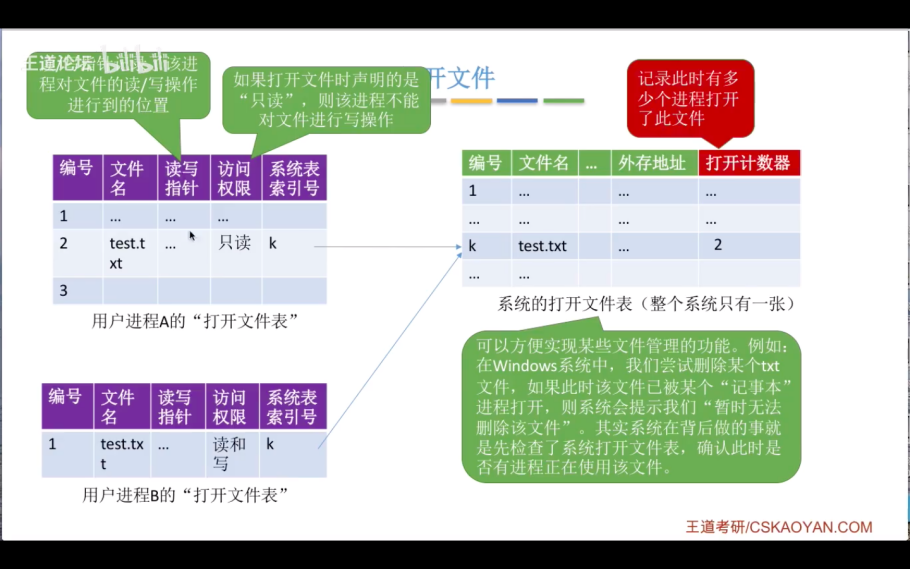 王道论坛 bilibili
该进
程对文件的读/写操作
进行到的位置
如果打开文件时声明的是
“只读”，则该进程不能
对文件进行写操作
开文件
记录此时有多
少个进程打开
了此文件
编号 文件名 读写指针 访问权限 系统表索引号
1 … … …
2 test.txt … 只读 k
3
用户进程A的“打开文件表”
编号 文件名 … 外存地址 打开计数器
1 … … …
… … … …
k test.txt … 2
… …
系统的打开文件表（整个系统只有一张）
可以方便实现某些文件管理的功能。例如：
在Windows系统中，我们尝试删除某个txt
文件，如果此时该文件已被某个“记事本”
进程打开，则系统会提示我们“暂时无法
删除该文件”。其实系统在背后做的事就
是先检查了系统打开文件表，确认此时是
否有进程正在使用该文件。
编号 文件名 读写指针 访问权限 系统表索引号
1 test.txt … 读和写 k
用户进程B的“打开文件表”
王道考研/CSKAOYAN.COM